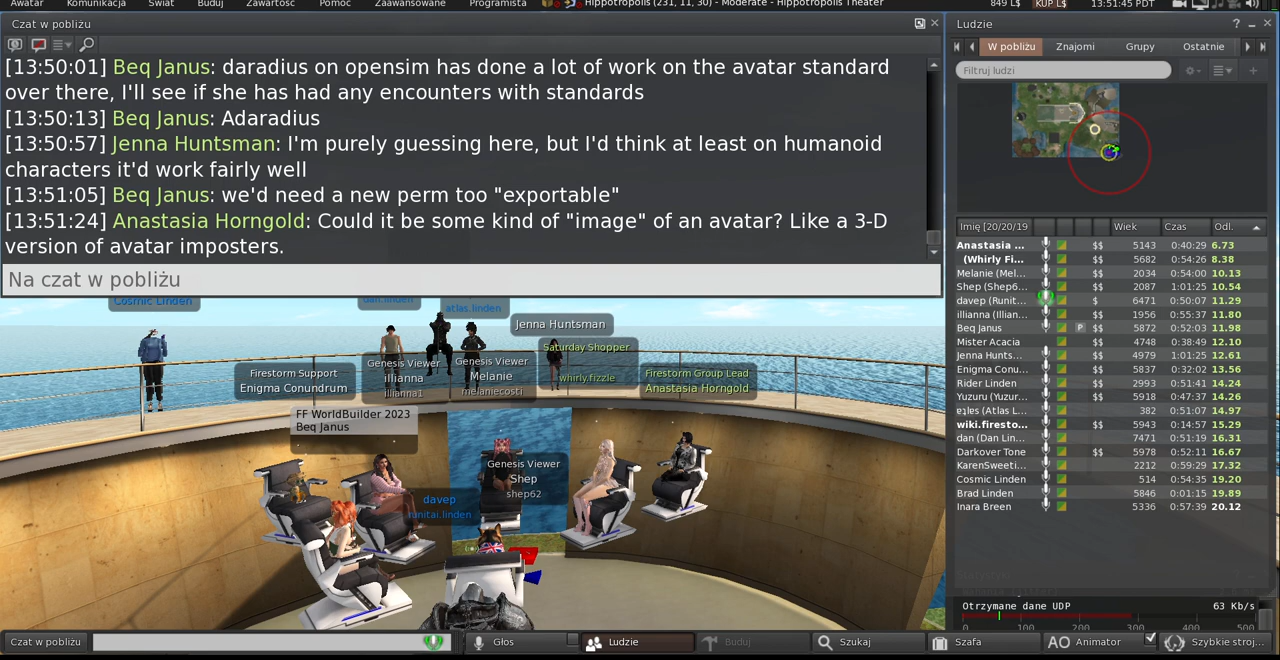 Awatar Komunikacja Świat Buduj Zawartość Pomoc Zaawansowane Programista Hippotropolis (231, 11, 30) - Moderate - Hippotropolis Theater 849 L$ KUP L$ 13:51:45 PDT
Czat w pobliżu
[13:50:01] Beq Janus: daradius on opensim has done a lot of work on the avatar standard
over there, I'll see if she has had any encounters with standards
[13:50:13] Beq Janus: Adaradius
[13:50:57] Jenna Huntsman: I'm purely guessing here, but I'd think at least on humanoid
characters it'd work fairly well
[13:51:05] Beq Janus: we'd need a new perm too "exportable"
[13:51:24] Anastasia Horngold: Could it be some kind of "image" of an avatar? Like a 3-D
version of avatar imposters.
Na czat w pobliżu
Cosmic Linden
dan.linden
atlas.linden
Jenna Huntsman
Saturday Shopper
whirly.fizzle
Genesis Viewer
illianna
illianna1
Genesis Viewer
Melanie
melaniecosti
Firestorm Support
Enigma Conundrum
Firestorm Group Lead
Anastasia Horngold
FF WorldBuilder 2023
Beq Janus
Genesis Viewer
Shep
shep62
davep
runitai.linden
Ludzie
W pobliżu Znajomi Grupy Ostatnie
Filtruj ludzi
Imię [20/20/19 Wiek Czas Odl.
Anastasia ... $$ 5143 0:40:29 6.73
(Whirly Fi... $$ 5682 0:54:26 8.38
Melanie (Mel... $$ 2034 0:54:00 10.13
Shep (Shep6... $$ 2087 1:01:25 10.54
davep (Runit... $ 6471 0:50:07 11.29
illianna (Illian... $$ 1956 0:55:37 11.80
Beq Janus P $$ 5872 0:52:03 11.98
Mister Acacia $$ 4748 0:38:49 12.10
Jenna Hunts... $$ 4979 1:01:25 12.61
Enigma Conu... $$ 5837 0:32:02 13.56
Rider Linden $$ 2993 0:51:41 14.24
Yuzuru (Yuzur... $$ 5918 0:47:37 14.26
(Atlas L... 382 0:51:07 14.97
wiki.firesto... $$ 5943 0:14:57 15.29
dan (Dan Lin... 7471 0:51:19 16.31
Darkover Tone $$ 5978 0:52:11 16.67
KarenSweeti... 2212 0:59:29 17.32
Cosmic Linden 514 0:54:35 19.20
Brad Linden 5846 0:01:15 19.89
Inara Breen 5336 0:57:39 20.12
Otrzymane dane UDP 63 Kb/s
0 100 200 300 400 500
Czat w pobliżu Głos Ludzie Buduj Szukaj Szafa AO Animator Szybkie stroj...